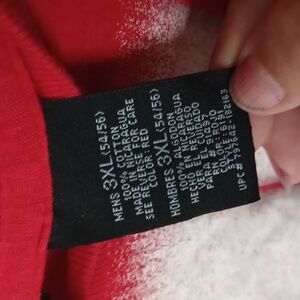 MENS 3XL(54/56)
100% COTTON
MADE IN NICARAGUA
SEE REVERSE FOR CARE
COLOR: RED
HOMBRES 3XL(54/56)
100% ALGODON
HECHO EN NICARAGUA
VER EL REVERSO
PARA
COLOR: ROJO